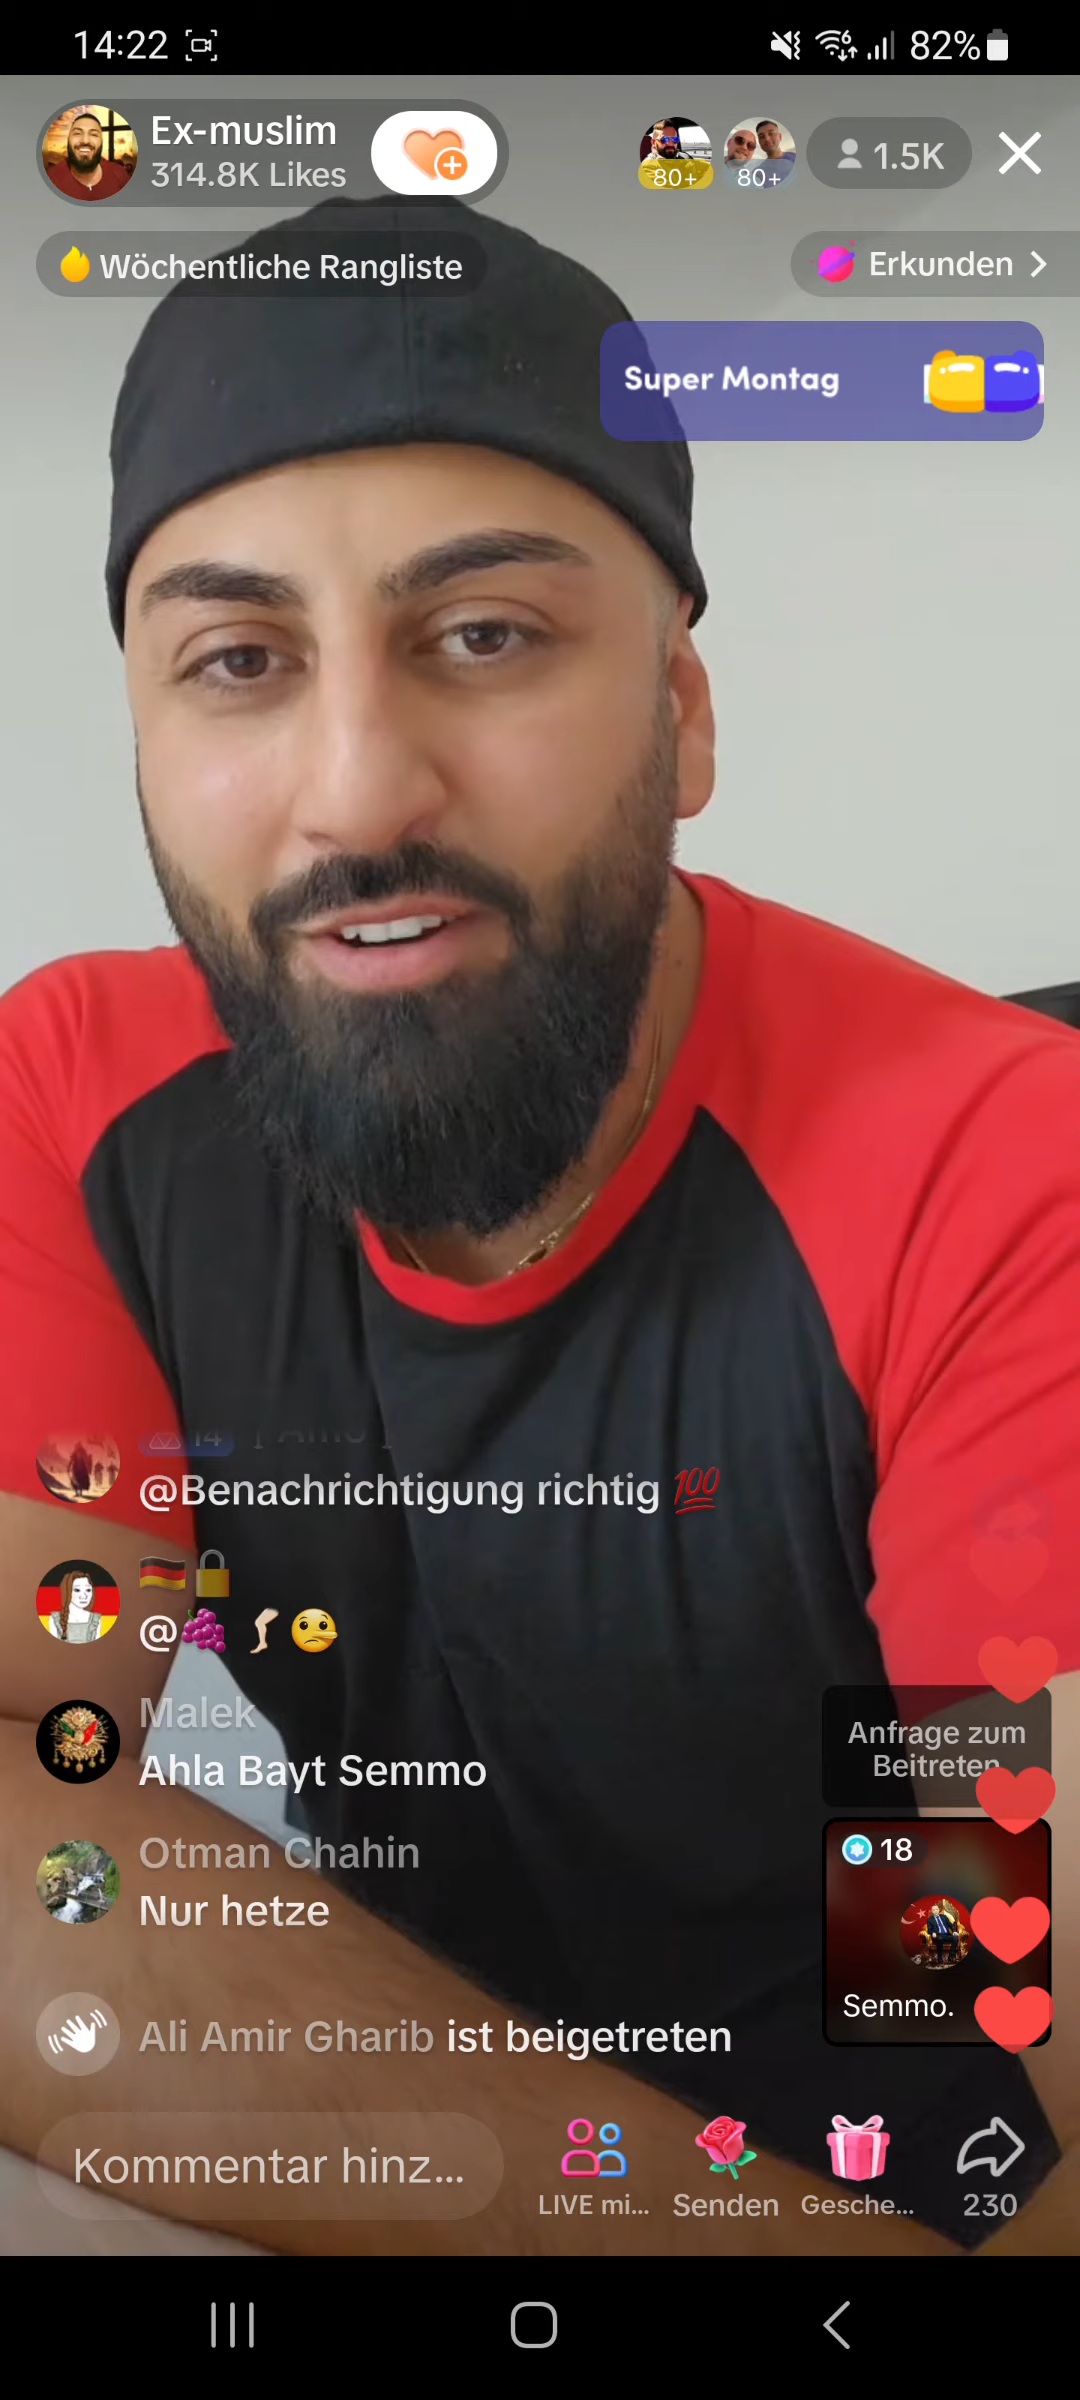 14:22
82%
Ex-muslim
314.8K Likes
80+
80+
1.5K
Wöchentliche Rangliste
Erkunden
Super Montag
14
@Benachrichtigung richtig 💯
🇩🇪🔒
@🍇 🦵🤥
Malek
Ahla Bayt Semmo
Anfrage zum
Beitreten
Otman Chahin
Nur hetze
18
Semmo.
Ali Amir Gharib ist beigetreten
Kommentar hinz...
LIVE mi...
Senden
Gesche...
230